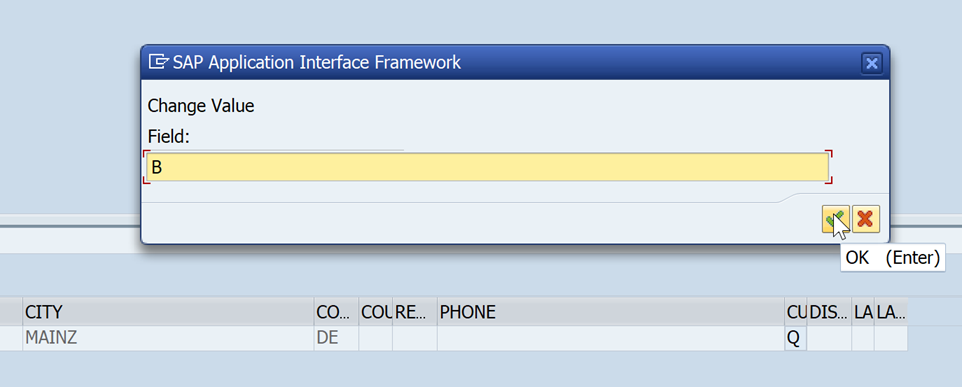 SAP Application Interface Framework
Change Value
Field:
B
OK (Enter)
CITY CO... COU RE... PHONE CU DIS... LA LA...
MAINZ DE Q